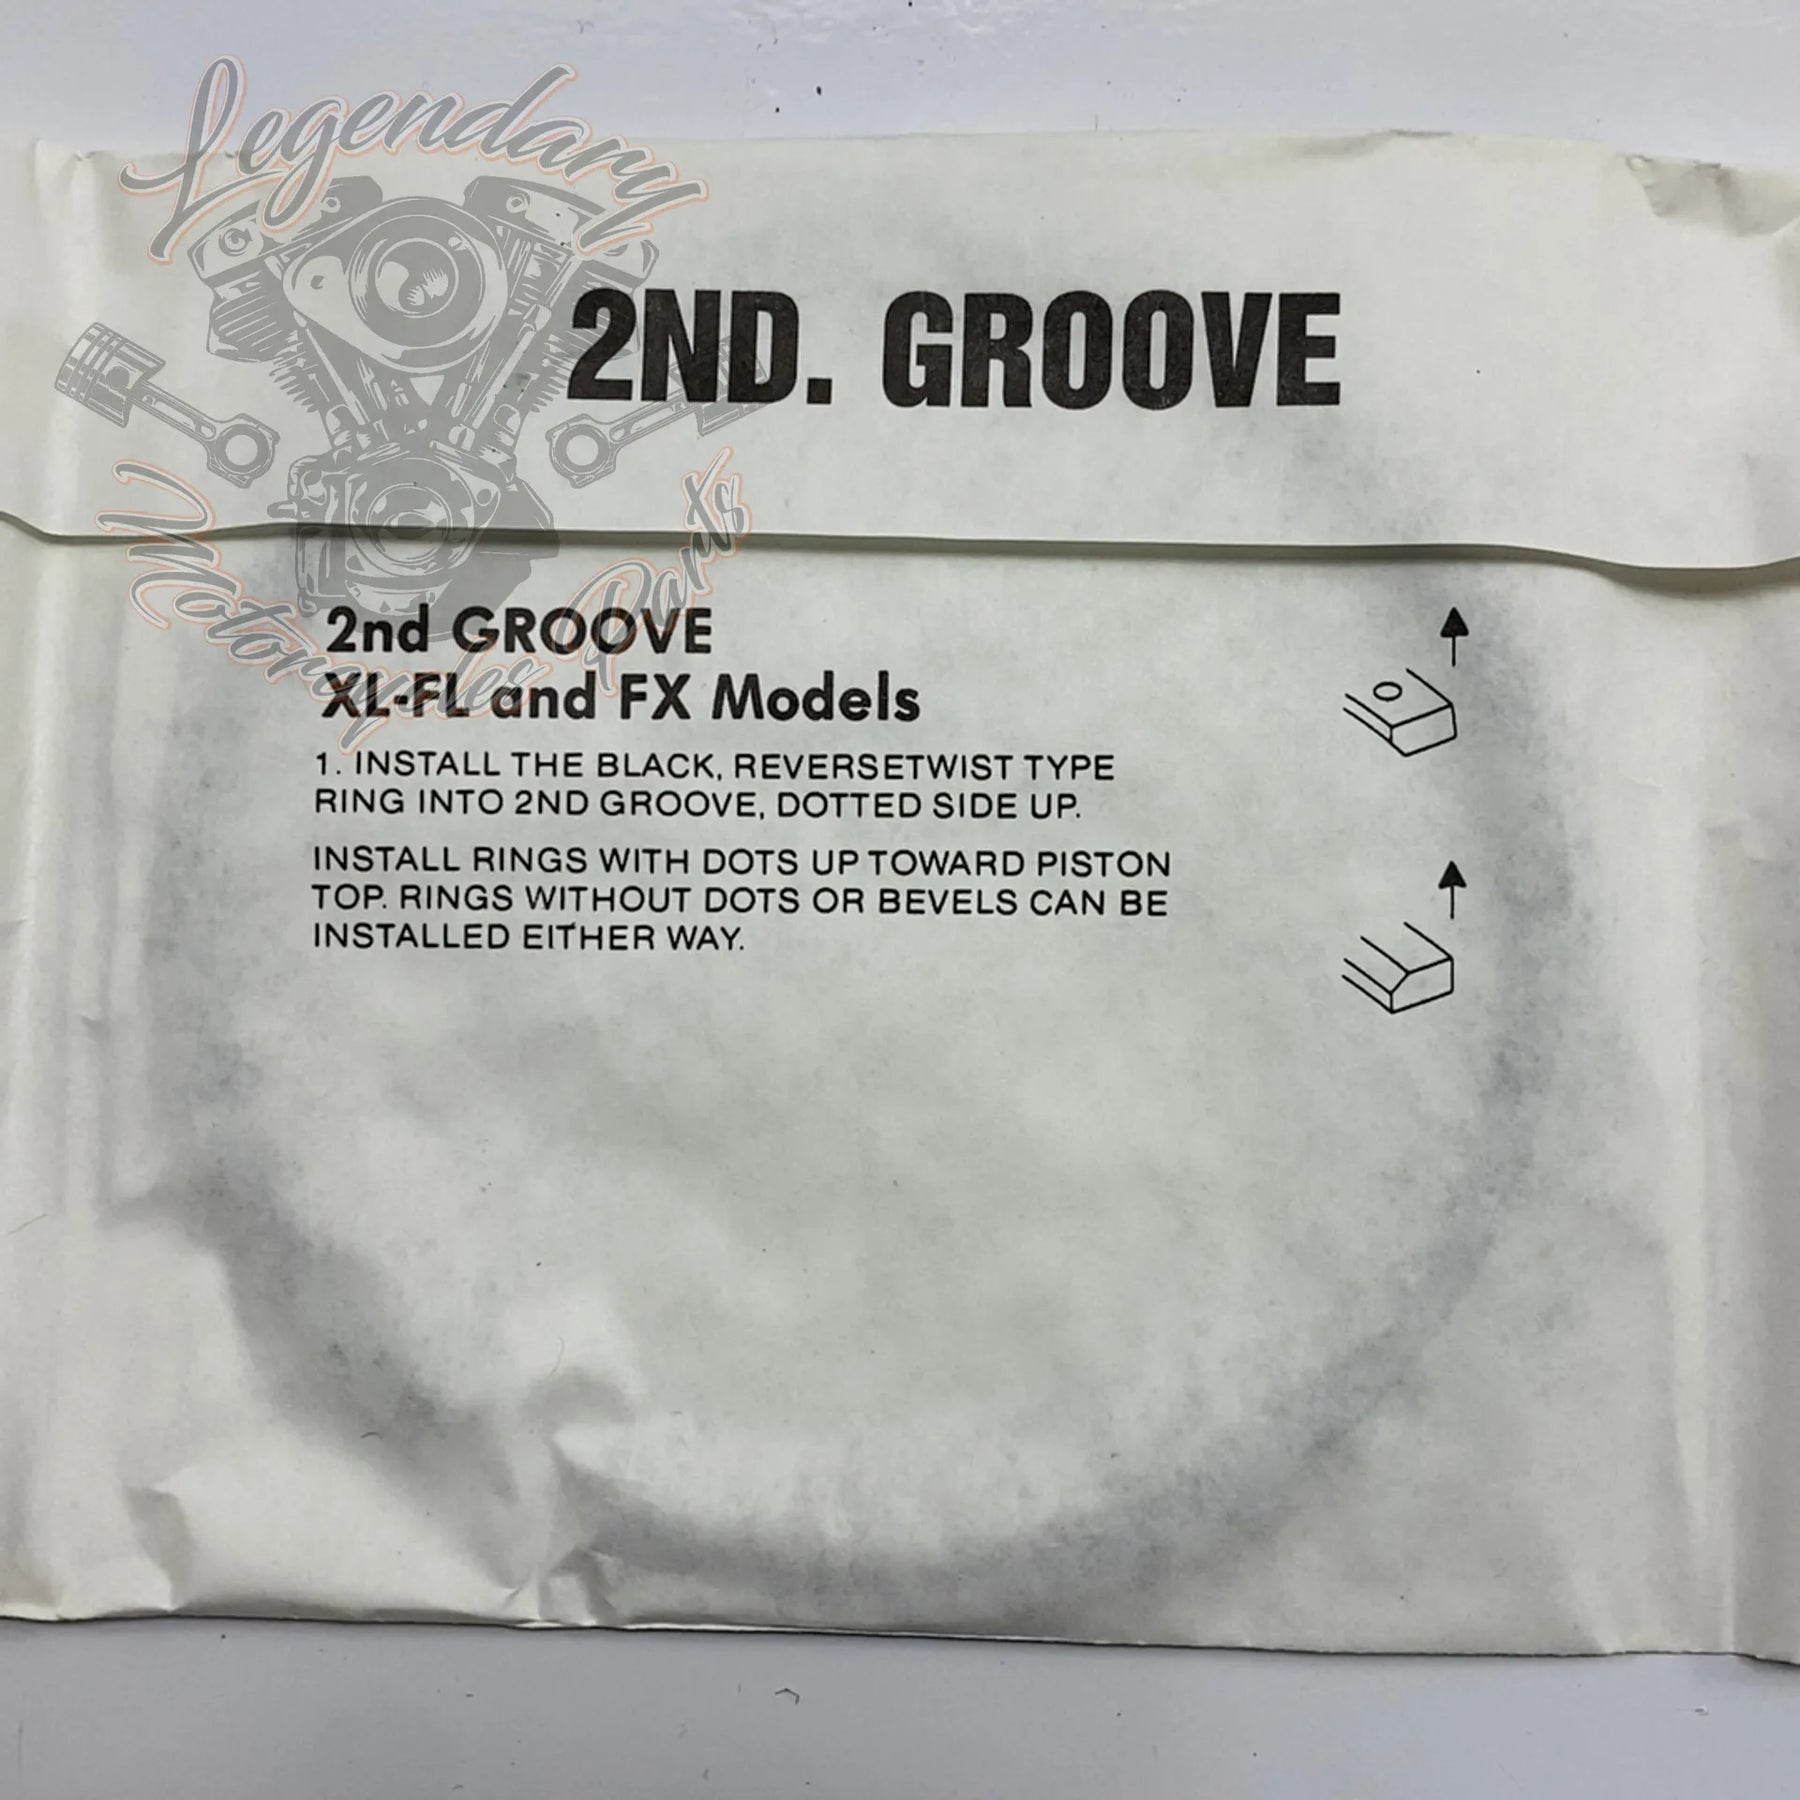 Legendary
2ND. GROOVE
Motorcycles Parts
2nd GROOVE
XL-FL and FX Models
1. INSTALL THE BLACK, REVERSETWIST TYPE
RING INTO 2ND GROOVE, DOTTED SIDE UP.
INSTALL RINGS WITH DOTS UP TOWARD PISTON
TOP. RINGS WITHOUT DOTS OR BEVELS CAN BE
INSTALLED EITHER WAY.